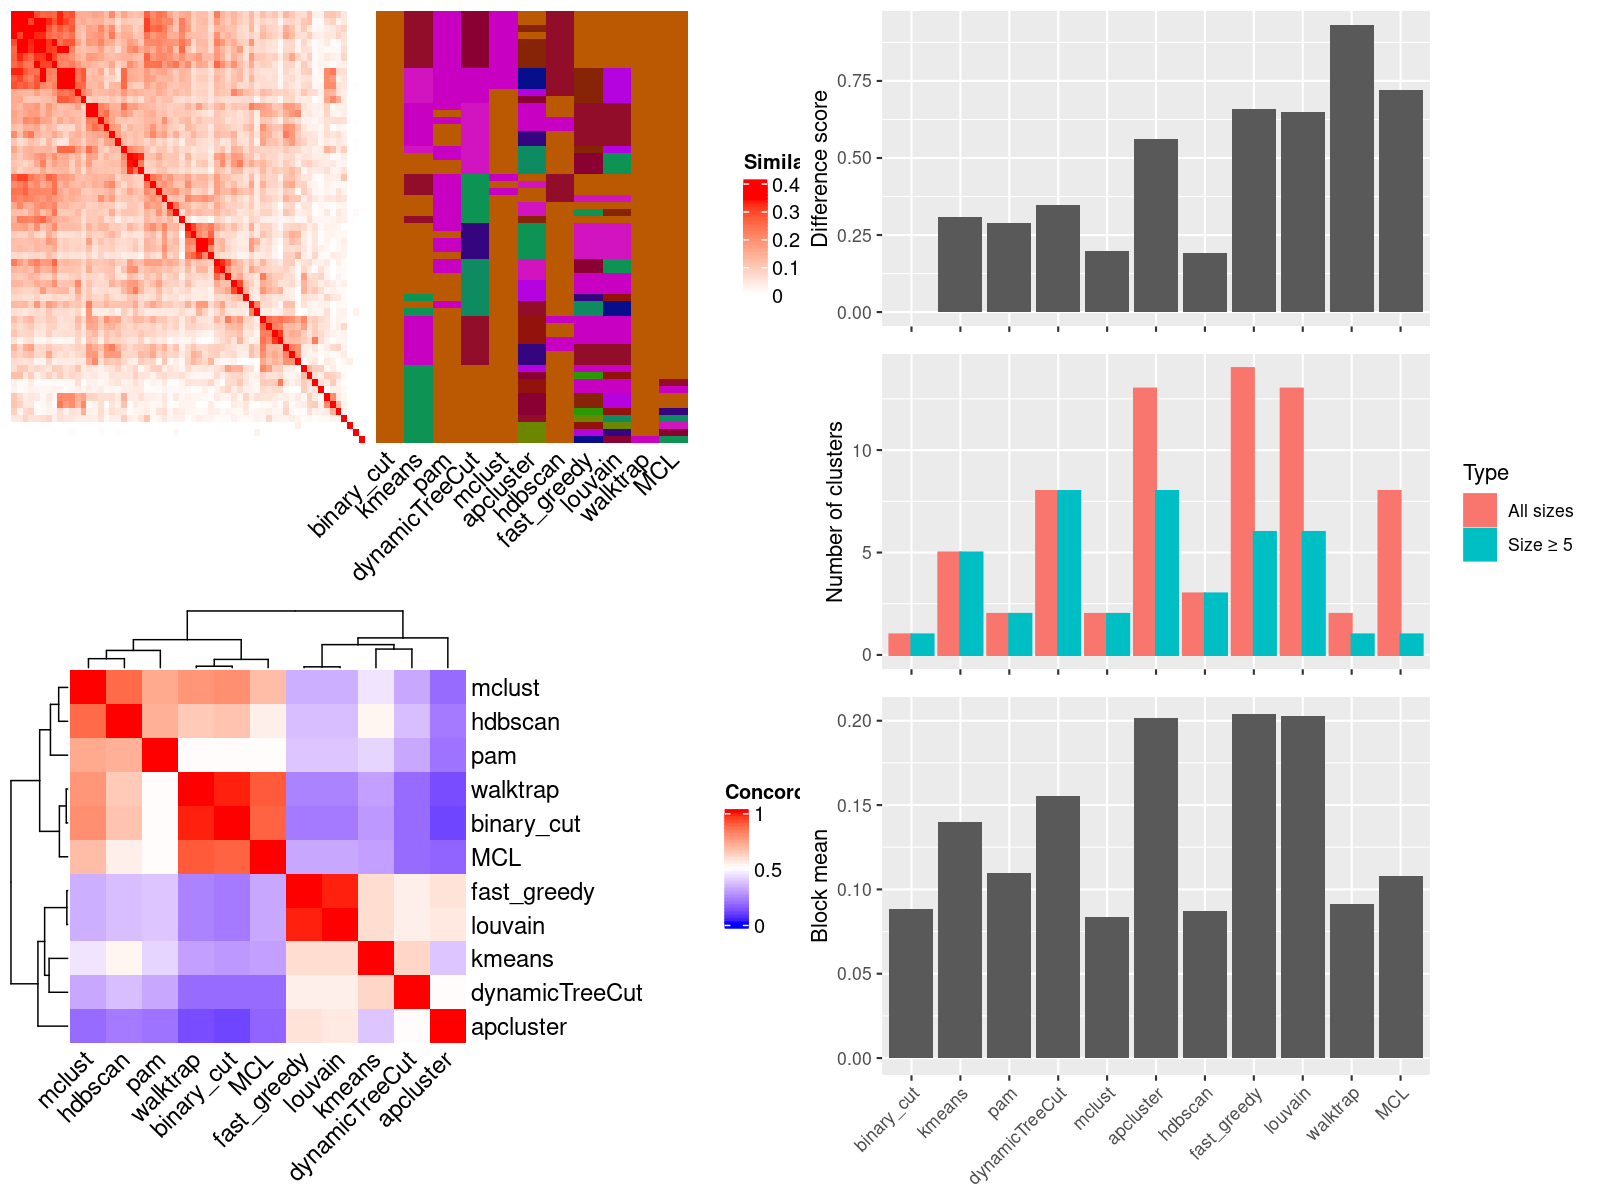 Simila
0.4
0.3
0.2
0.1
0
binary_cut
kmeans
pam
dynamicTreeCut
mclust
apcluster
hdbscan
fast_greedy
louvain
walktrap
MCL
mclust
hdbscan
pam
walktrap
binary_cut
MCL
fast_greedy
louvain
kmeans
dynamicTreeCut
apcluster
mclust
hdbscan
pam
walktrap
binary_cut
MCL
fast_greedy
louvain
kmeans
dynamicTreeCut
apcluster
Concord
1
0.5
0
Difference score
0.75
0.50
0.25
0.00
Number of clusters
10
5
0
Type
All sizes
Size ≥ 5
Block mean
0.20
0.15
0.10
0.05
0.00
binary_cut
kmeans
pam
dynamicTreeCut
mclust
apcluster
hdbscan
fast_greedy
louvain
walktrap
MCL